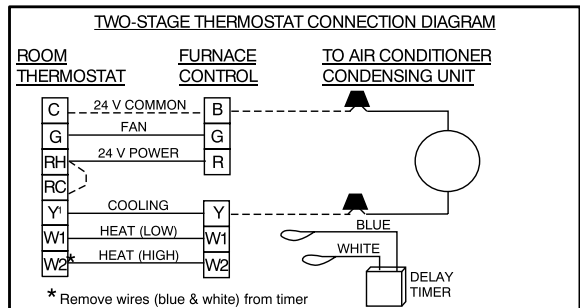 TWO-STAGE THERMOSTAT CONNECTION DIAGRAM
ROOM THERMOSTAT
FURNACE CONTROL
TO AIR CONDITIONER CONDENSING UNIT
C 24 V COMMON B
G FAN G
RH 24 V POWER R
RC
Y¹ COOLING Y
W1 HEAT (LOW) W1
W2* HEAT (HIGH) W2
BLUE
WHITE
DELAY TIMER
* Remove wires (blue & white) from timer